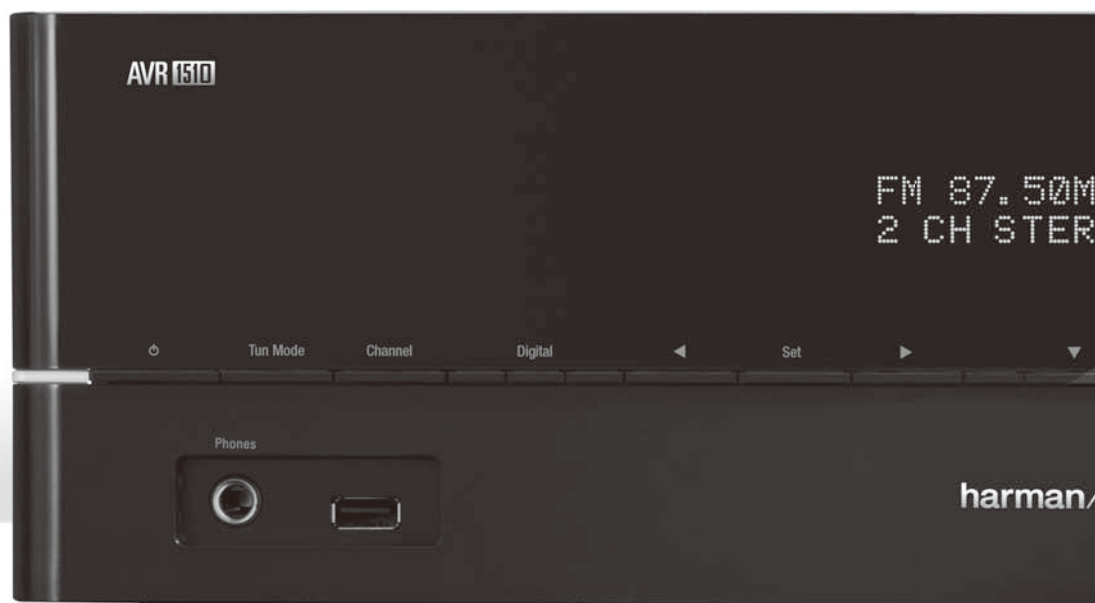 AVR 1510
FM 87.50M
2 CH STER
Tun Mode Channel Digital Set
Phones
harman/